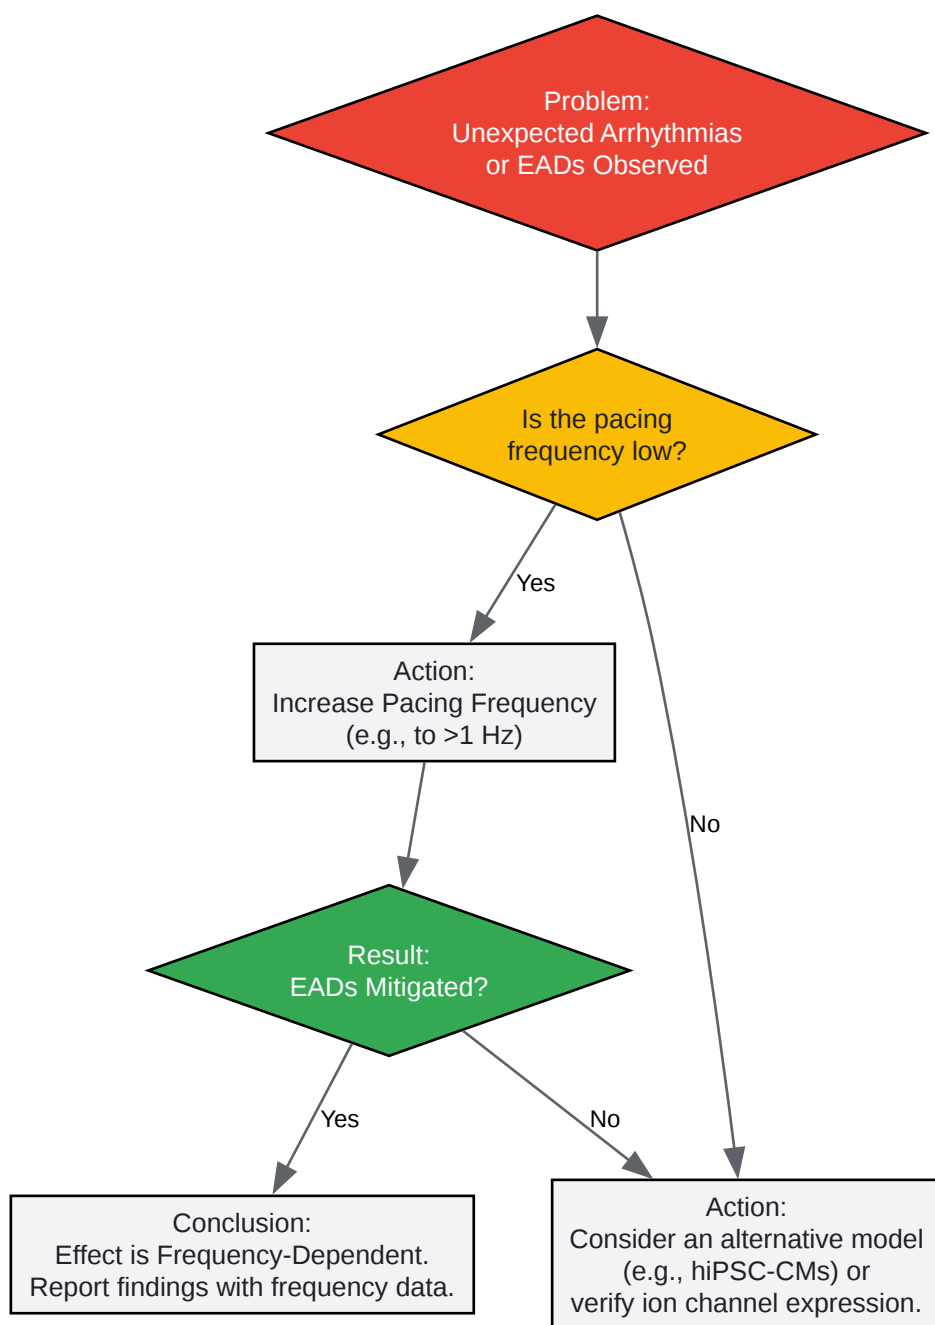 Problem:
Unexpected Arrhythmias
or EADs Observed
Is the pacing
frequency low?
Yes
Action:
Increase Pacing Frequency
(e.g., to >1 Hz)
No
Result:
EADs Mitigated?
Yes
No
Conclusion:
Effect is Frequency-Dependent.
Report findings with frequency data.
Action:
Consider an alternative model
(e.g., hiPSC-CMs) or
verify ion channel expression.